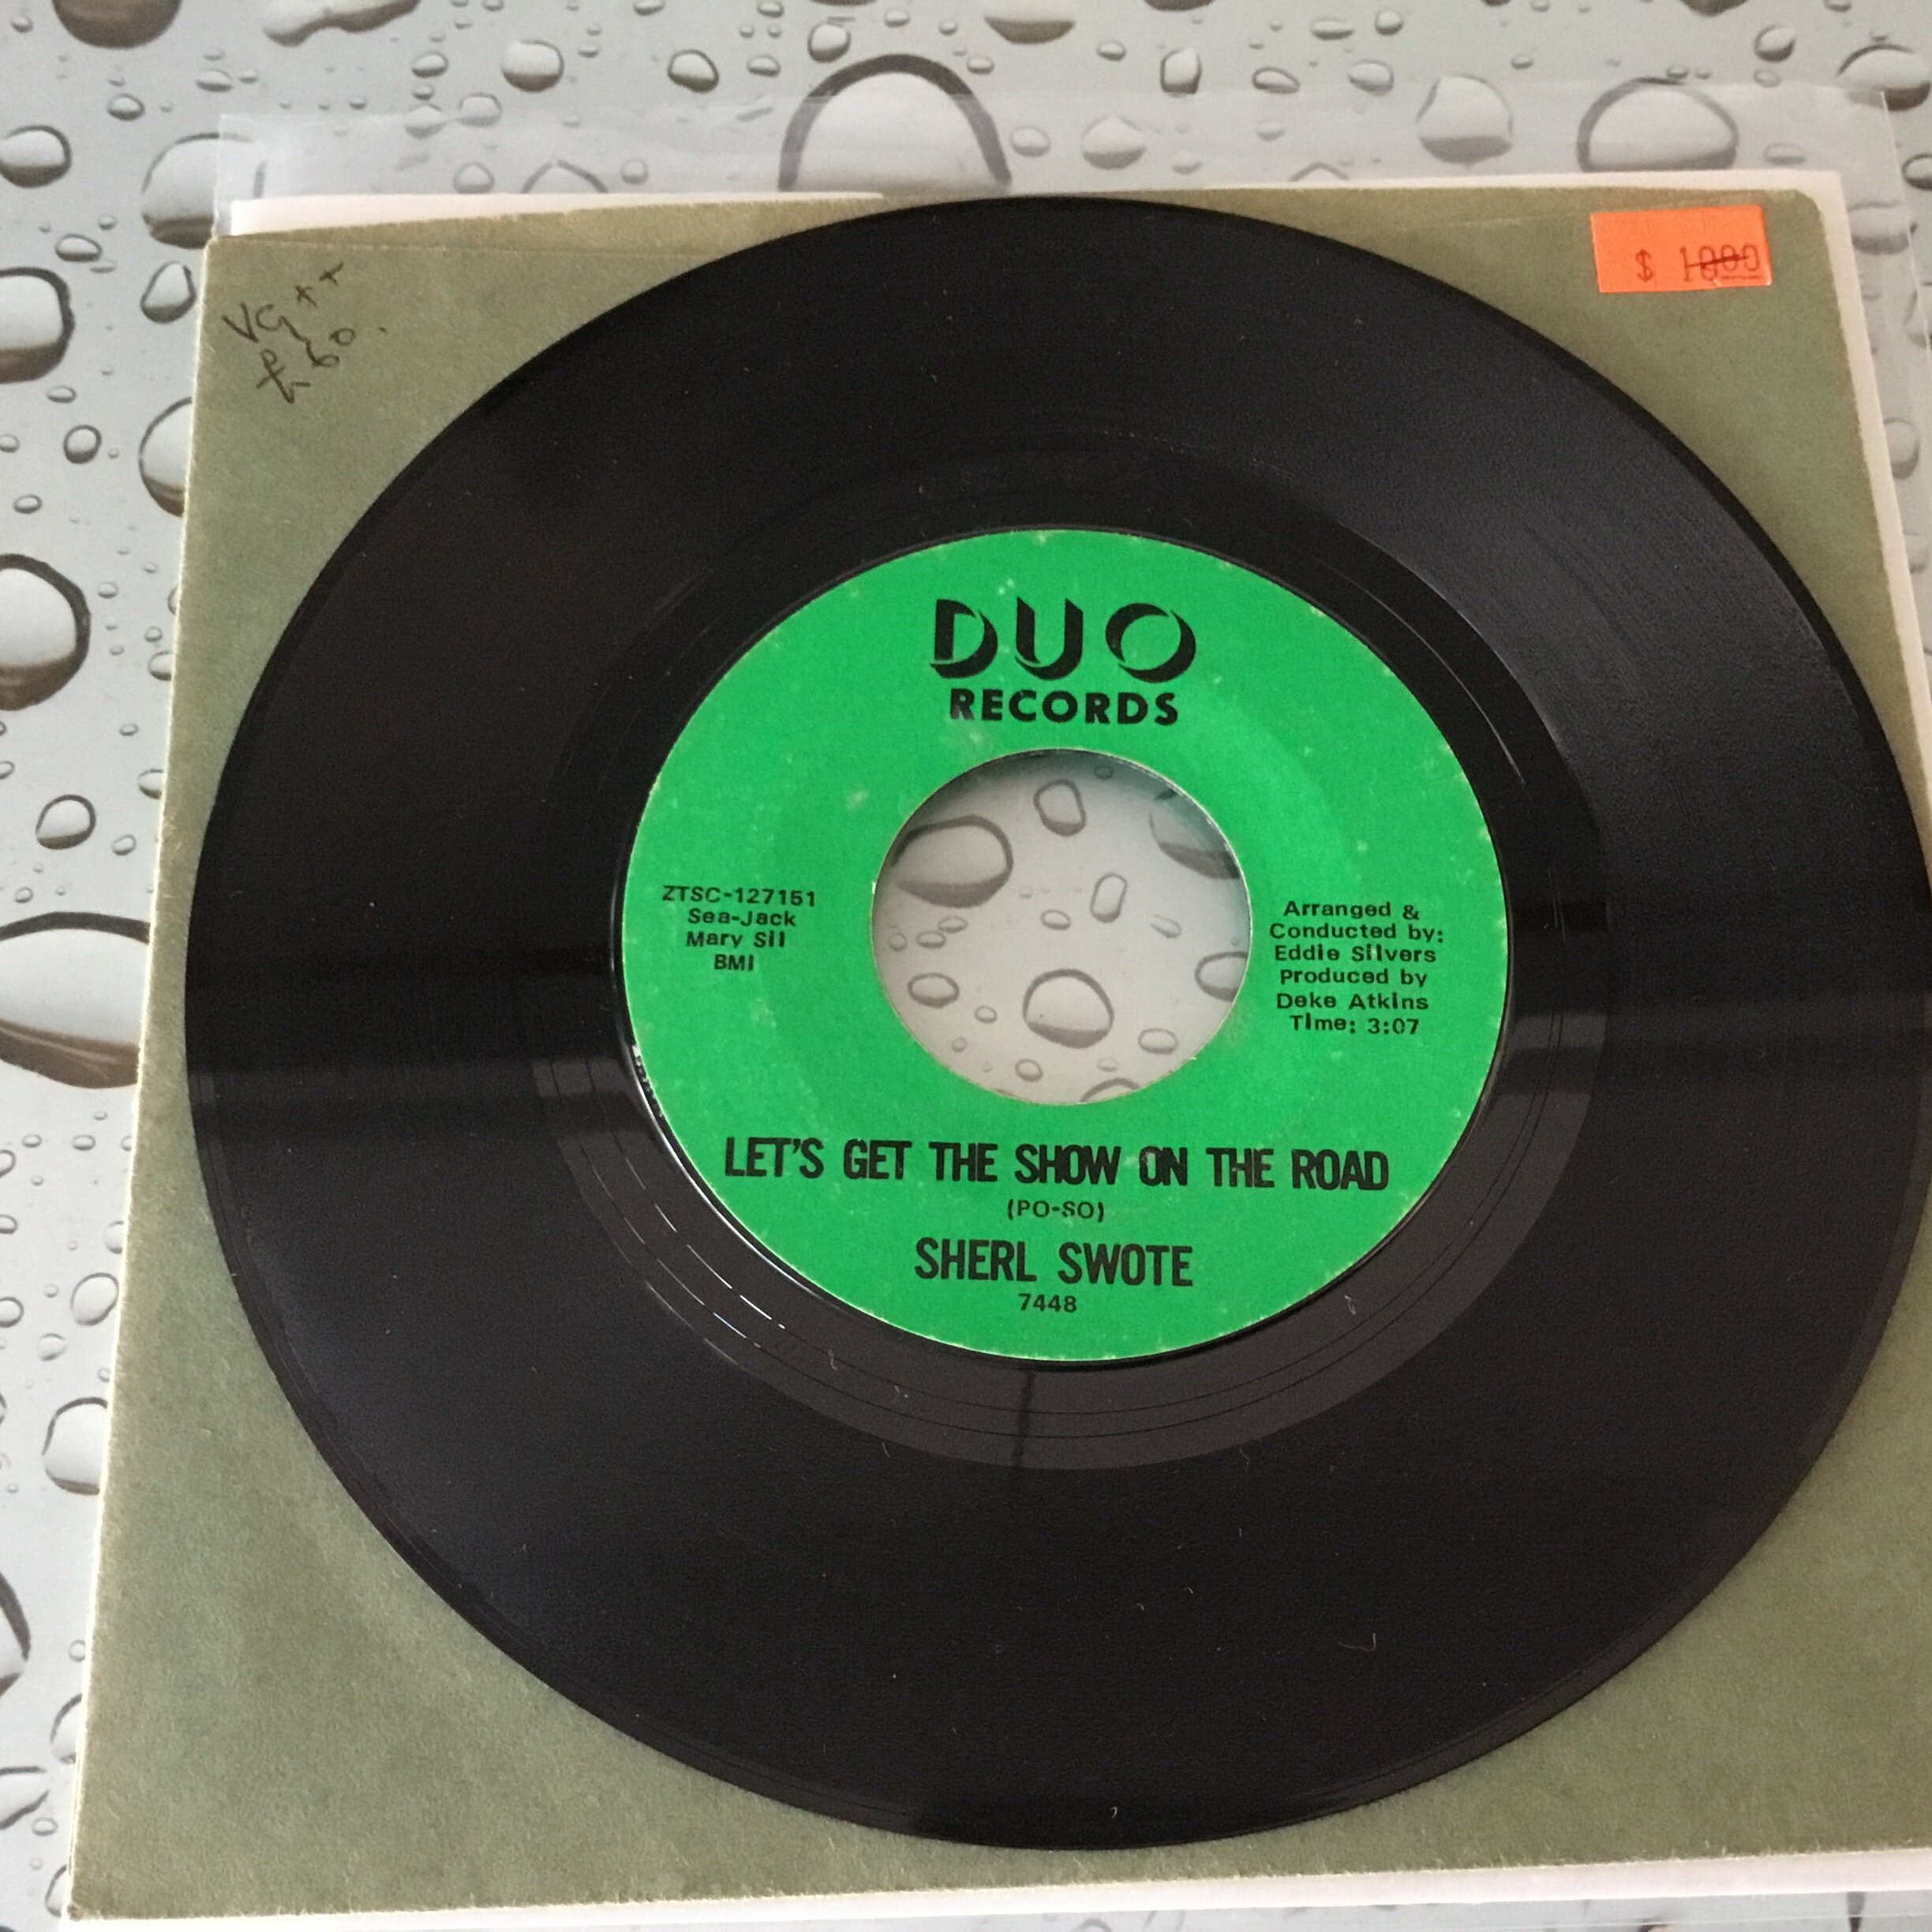 VG++
£60.
$ 1000
DUO
RECORDS
ZTSC-127151
Sea-Jack
Mary Sil
BMI
Arranged &
Conducted by:
Eddie Silvers
Produced by
Deke Atkins
Time: 3:07
LET'S GET THE SHOW ON THE ROAD
(PO-SO)
SHERL SWOTE
7448